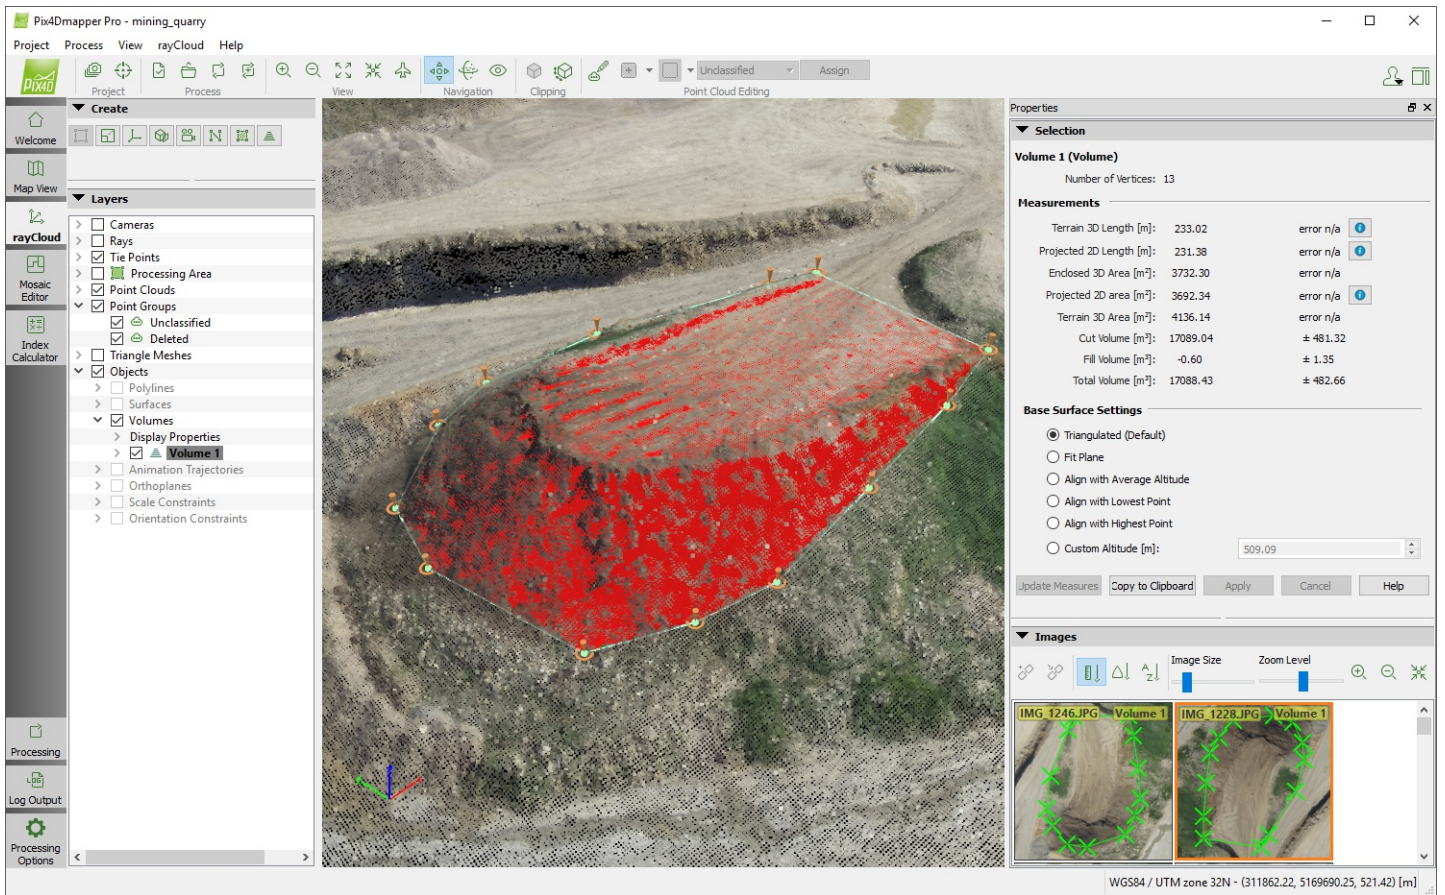 Pix4Dmapper Pro - mining_quarry
Project Process View rayCloud Help
PIX4D
Project Process View Navigation Clipping Point Cloud Editing
Unclassified Assign
Welcome
Map View
rayCloud
Mosaic
Editor
Index
Calculator
Processing
LOG
Log Output
Processing
Options
Create
Layers
Cameras
Rays
Tie Points
Processing Area
Point Clouds
Point Groups
Unclassified
Deleted
Triangle Meshes
Objects
Polylines
Surfaces
Volumes
Display Properties
Volume 1
Animation Trajectories
Orthoplanes
Scale Constraints
Orientation Constraints
Properties
Selection
Volume 1 (Volume)
Number of Vertices: 13
Measurements
Terrain 3D Length [m]: 233.02 error n/a
Projected 2D Length [m]: 231.38 error n/a
Enclosed 3D Area [m²]: 3732.30 error n/a
Projected 2D area [m²]: 3692.34 error n/a
Terrain 3D Area [m²]: 4136.14 error n/a
Cut Volume [m³]: 17089.04 ± 481.32
Fill Volume [m³]: -0.60 ± 1.35
Total Volume [m³]: 17088.43 ± 482.66
Base Surface Settings
Triangulated (Default)
Fit Plane
Align with Average Altitude
Align with Lowest Point
Align with Highest Point
Custom Altitude [m]: 509.09
Update Measures Copy to Clipboard Apply Cancel Help
Images
Image Size Zoom Level
A
Z
IMG_1246.JPG Volume 1 IMG_1228.JPG Volume 1
WGS84 / UTM zone 32N - (311862.22, 5169690.25, 521.42) [m]